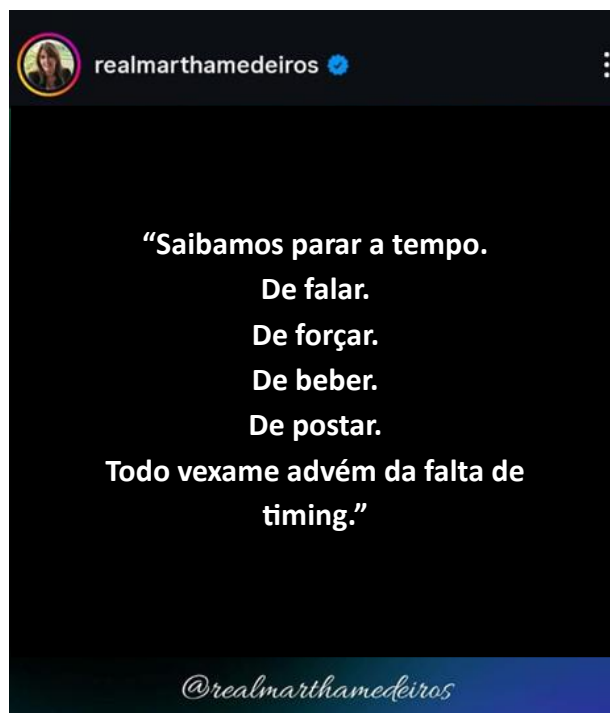 realmarthamedeiros
“Saibamos parar a tempo.
De falar.
De forçar.
De beber.
De postar.
Todo vexame advém da falta de
timing.”
@realmarthamedeiros